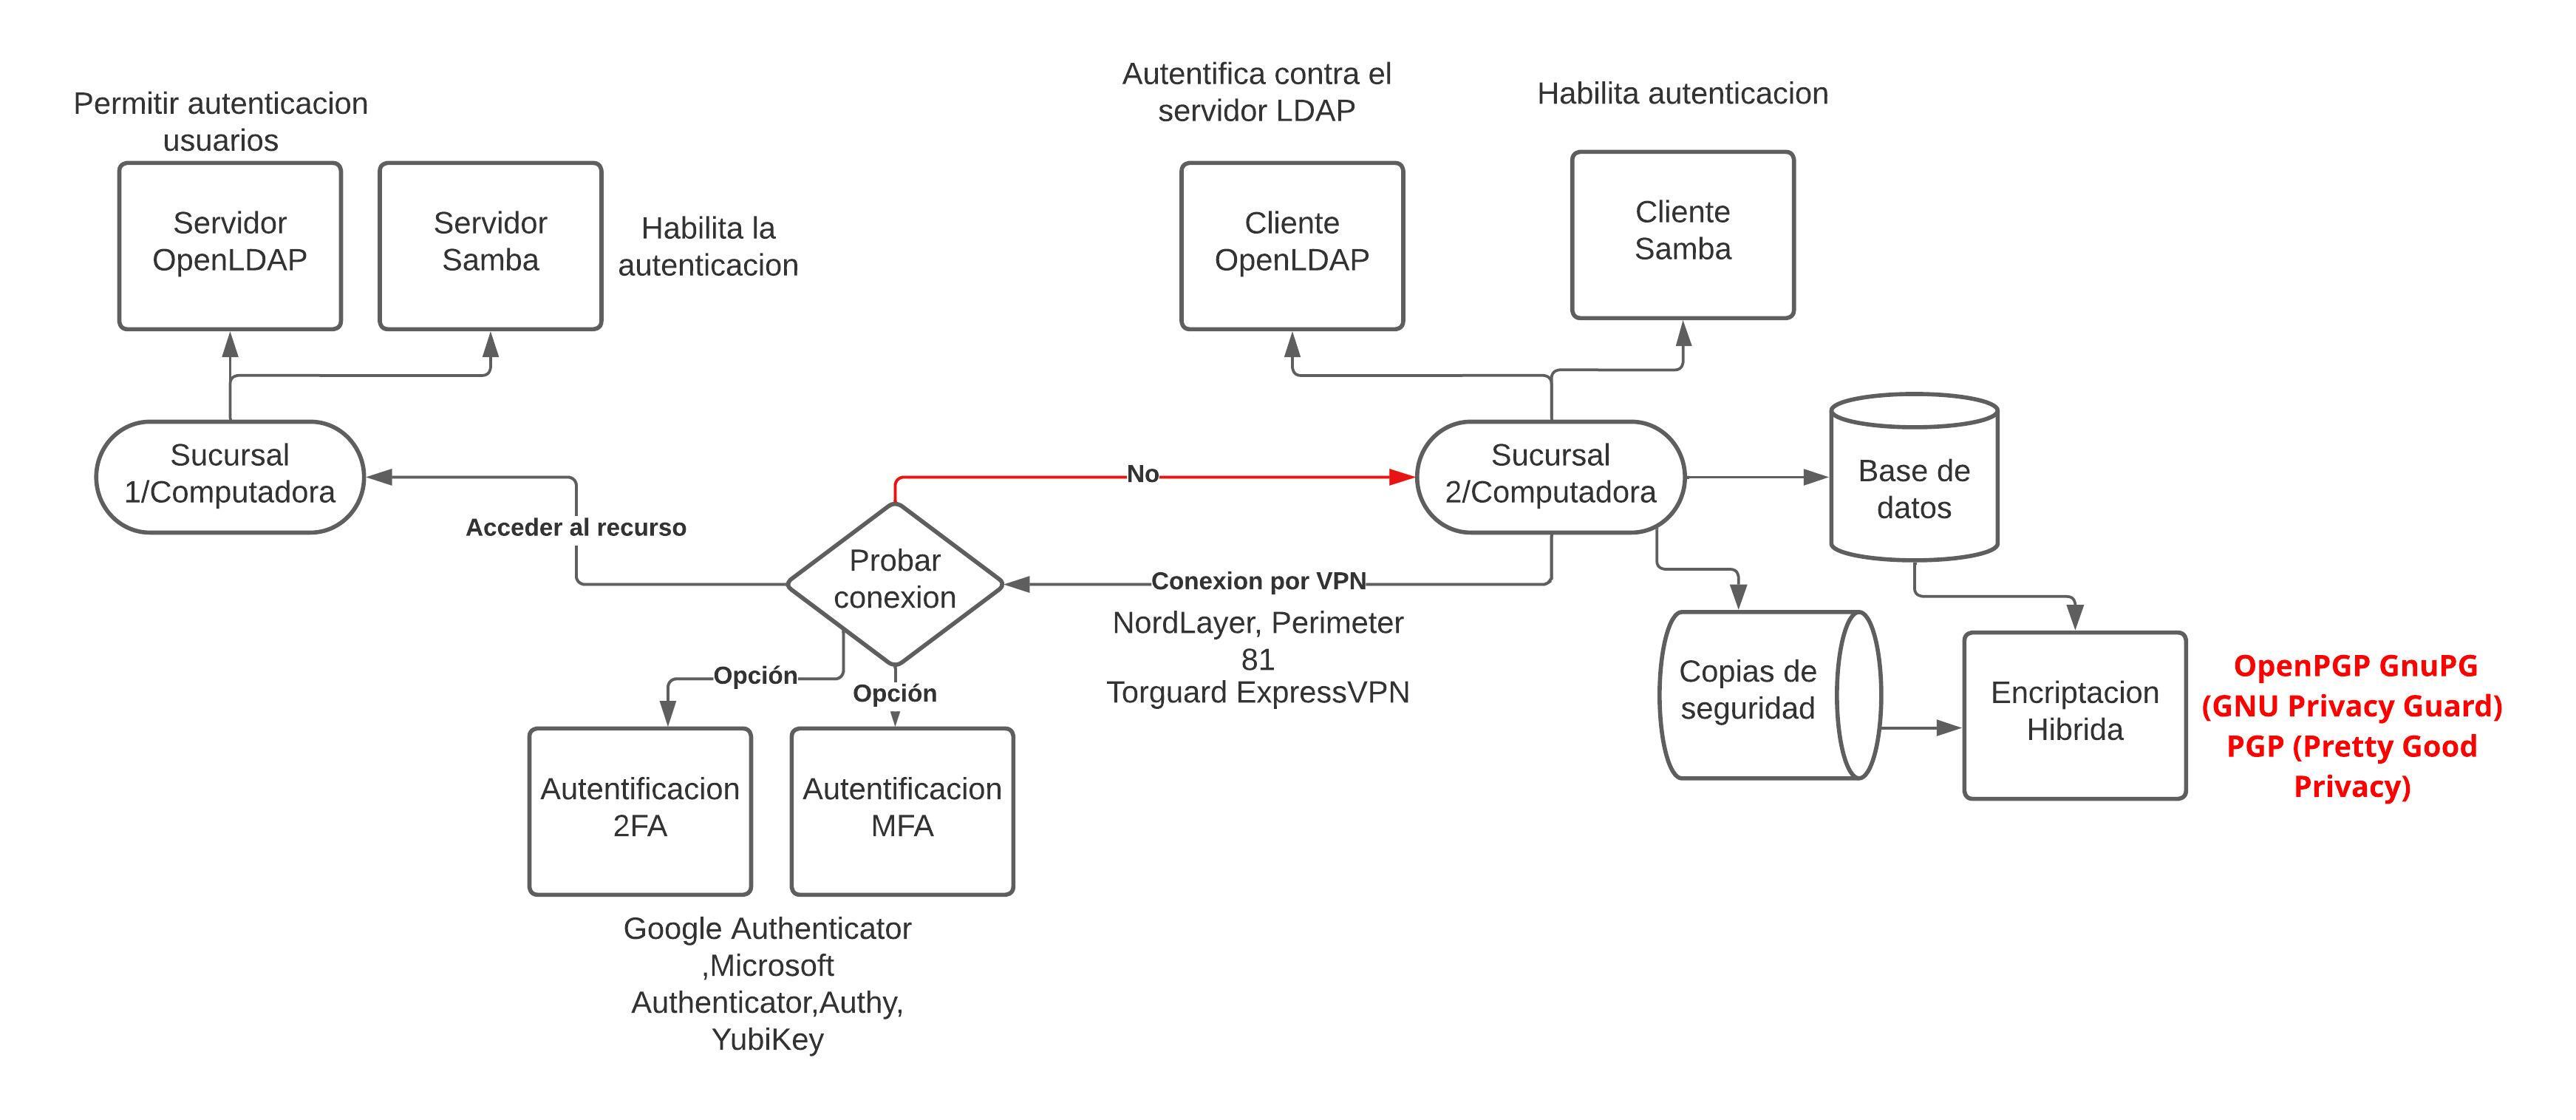 Permitir autenticacion
usuarios
Servidor
OpenLDAP
Servidor
Samba
Habilita la
autenticacion
Autentifica contra el
servidor LDAP
Habilita autenticacion
Cliente
OpenLDAP
Cliente
Samba
Sucursal
1/Computadora
Acceder al recurso
No
Sucursal
2/Computadora
Base de
datos
Probar
conexion
Conexion por VPN
NordLayer, Perimeter
81
Torguard ExpressVPN
Opción
Opción
Copias de
seguridad
Encriptacion
Hibrida
OpenPGP GnuPG
(GNU Privacy Guard)
PGP (Pretty Good
Privacy)
Autentificacion
2FA
Autentificacion
MFA
Google Authenticator
,Microsoft
Authenticator,Authy,
YubiKey